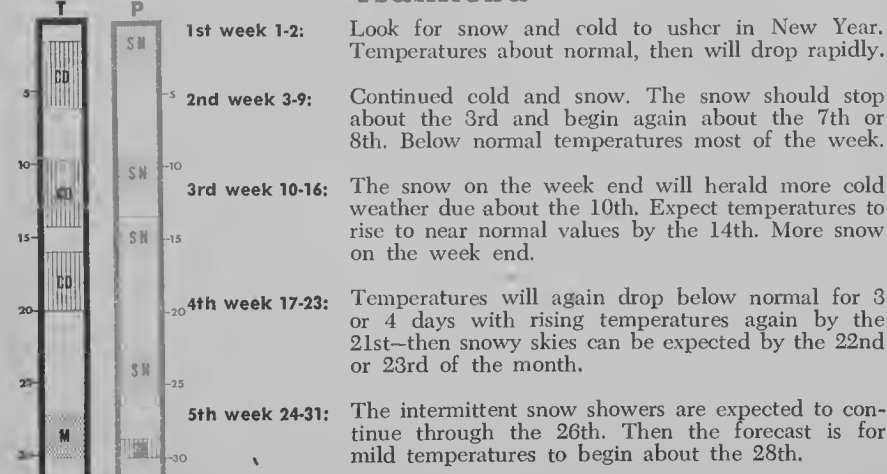 T
P
1st week 1-2: Look for snow and cold to usher in New Year.
Temperatures about normal, then will drop rapidly.
2nd week 3-9: Continued cold and snow. The snow should stop
about the 3rd and begin again about the 7th or
8th. Below normal temperatures most of the week.
3rd week 10-16: The snow on the week end will herald more cold
weather due about the 10th. Expect temperatures to
rise to near normal values by the 14th. More snow
on the week end.
4th week 17-23: Temperatures will again drop below normal for 3
or 4 days with rising temperatures again by the
21st—then snowy skies can be expected by the 22nd
or 23rd of the month.
5th week 24-31: The intermittent snow showers are expected to con-
tinue through the 26th. Then the forecast is for
mild temperatures to begin about the 28th.
CD
CD
CD
M
5
10
15
20
SN
SN
SN
SN
5
10
15
20
25
30